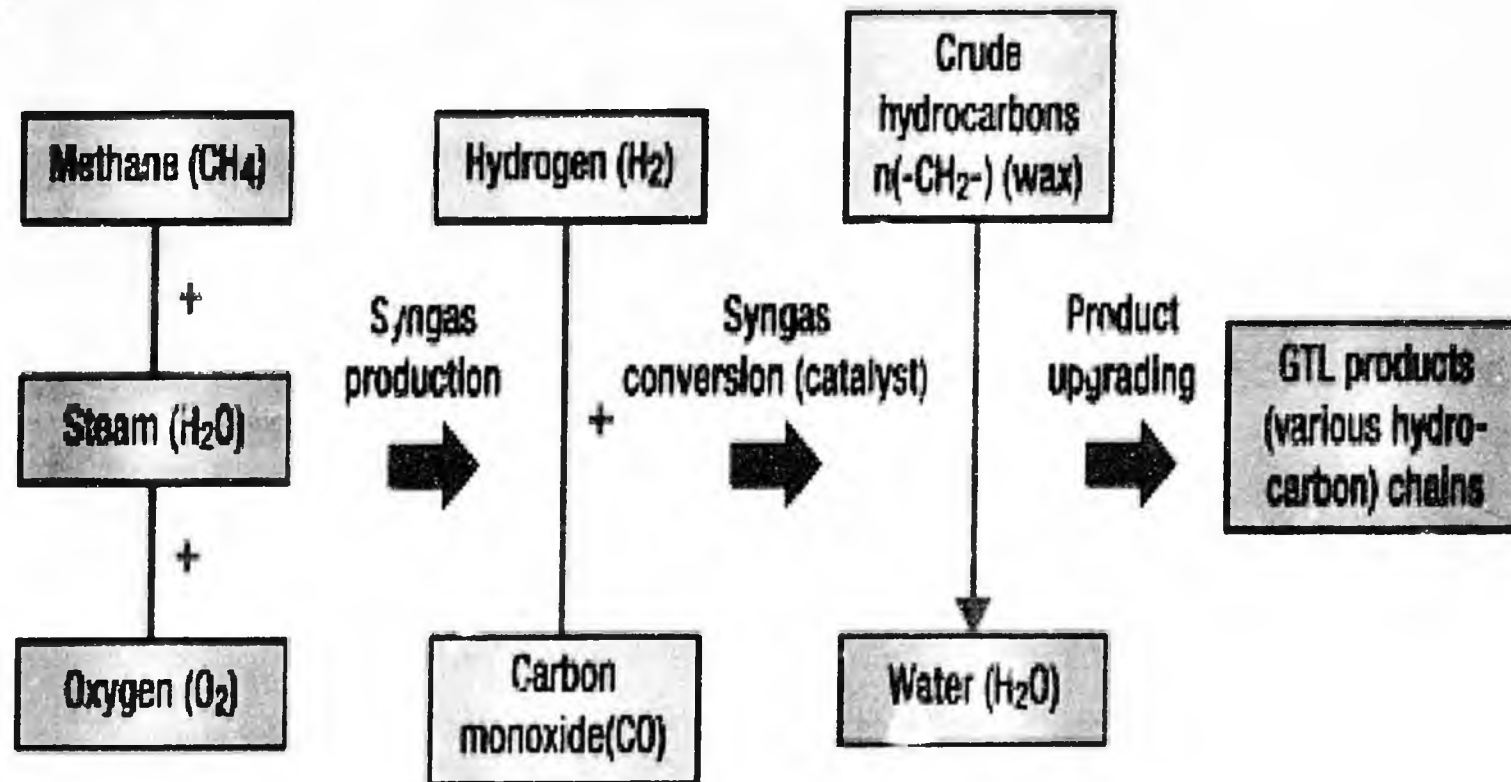 Methane (CH₄)
+
Steam (H₂O)
+
Oxygen (O₂)
Syngas
production
Hydrogen (H₂)
+
Carbon
monoxide(CO)
Syngas
conversion (catalyst)
Crude
hydrocarbons
n(-CH₂-) (wax)
Water (H₂O)
Product
upgrading
GTL products
(various hydro-
carbon) chains